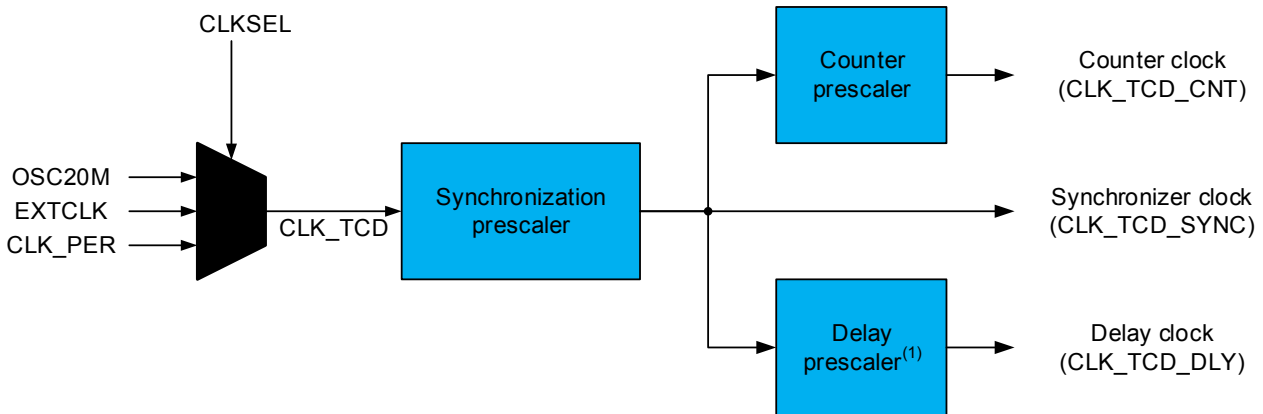 CLKSEL
OSC20M
EXTCLK
CLK_PER
CLK_TCD
Synchronization
prescaler
Counter
prescaler
Counter clock
(CLK_TCD_CNT)
Synchronizer clock
(CLK_TCD_SYNC)
Delay
prescaler(1)
Delay clock
(CLK_TCD_DLY)